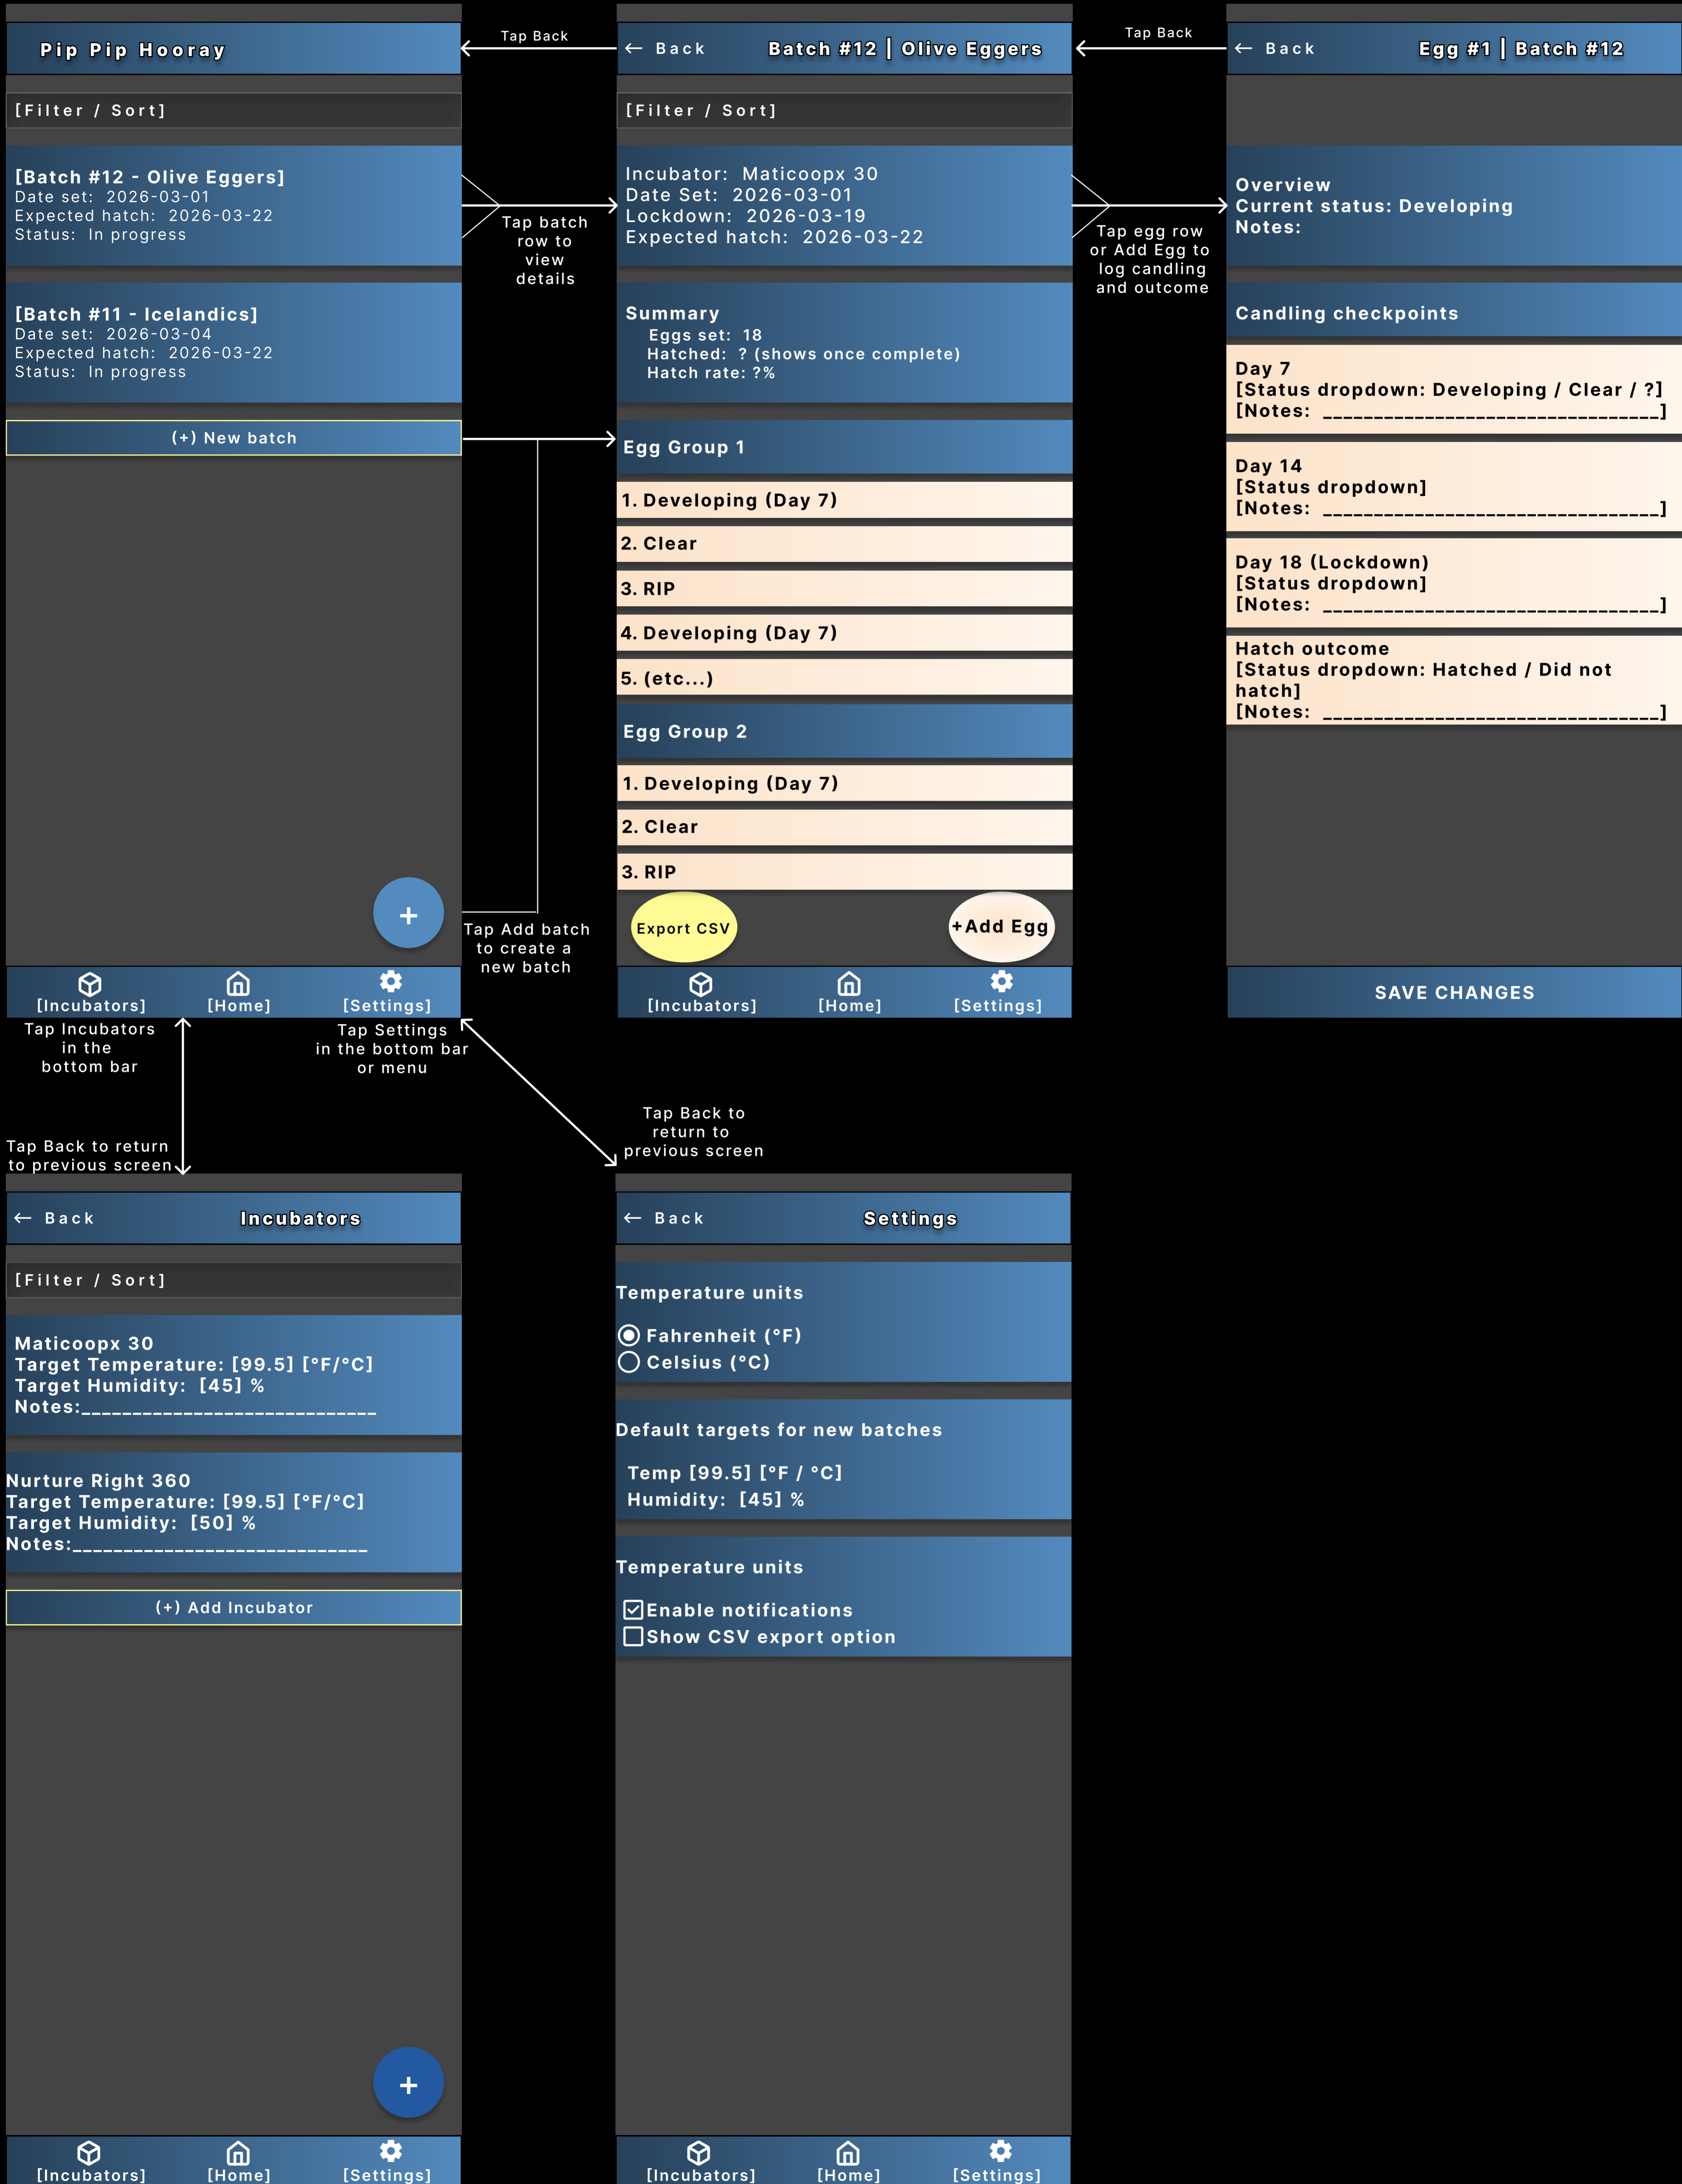 Pip Pip Hooray
[Filter / Sort]
[Batch #12 - Olive Eggers]
Date set:  2026-03-01
Expected hatch:  2026-03-22
Status:  In progress
[Batch #11 - Icelandics]
Date set:  2026-03-04
Expected hatch:  2026-03-22
Status:  In progress
(+) New batch
+
[Incubators]
[Home]
[Settings]
Tap Back
Tap batch
row to
view
details
Tap Add batch
to create a
new batch
← Back
Batch #12 | Olive Eggers
[Filter / Sort]
Incubator:  Maticoopx 30
Date Set:  2026-03-01
Lockdown:  2026-03-19
Expected hatch:  2026-03-22
Summary
Eggs set:  18
Hatched:  ? (shows once complete)
Hatch rate: ?%
Egg Group 1
1. Developing (Day 7)
2. Clear
3. RIP
4. Developing (Day 7)
5. (etc...)
Egg Group 2
1. Developing (Day 7)
2. Clear
3. RIP
Export CSV
+Add Egg
[Incubators]
[Home]
[Settings]
Tap Back
Tap egg row
or Add Egg to
log candling
and outcome
← Back
Egg #1 | Batch #12
Overview
Current status: Developing
Notes:
Candling checkpoints
Day 7
[Status dropdown: Developing / Clear / ?]
[Notes:  _________________________________]
Day 14
[Status dropdown]
[Notes:  _________________________________]
Day 18 (Lockdown)
[Status dropdown]
[Notes:  _________________________________]
Hatch outcome
[Status dropdown: Hatched / Did not
hatch]
[Notes:  _________________________________]
SAVE CHANGES
Tap Incubators
in the
bottom bar
Tap Settings
in the bottom bar
or menu
Tap Back to return
to previous screen
Tap Back to
return to
previous screen
← Back
Incubators
[Filter / Sort]
Maticoopx 30
Target Temperature: [99.5] [°F/°C]
Target Humidity:  [45] %
Notes:_____________________________
Nurture Right 360
Target Temperature: [99.5] [°F/°C]
Target Humidity:  [50] %
Notes:_____________________________
(+) Add Incubator
+
[Incubators]
[Home]
[Settings]
← Back
Settings
Temperature units
Fahrenheit (°F)
Celsius (°C)
Default targets for new batches
Temp [99.5] [°F / °C]
Humidity:  [45] %
Temperature units
Enable notifications
Show CSV export option
[Incubators]
[Home]
[Settings]